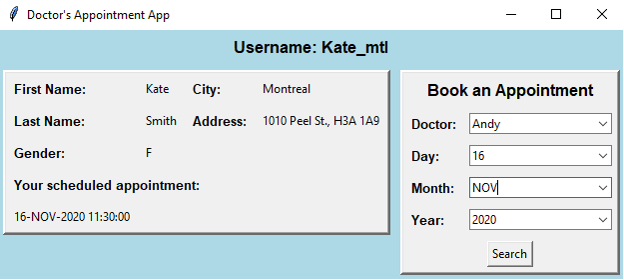 Doctor's Appointment App
Username: Kate_mtl
First Name: Kate City: Montreal
Last Name: Smith Address: 1010 Peel St., H3A 1A9
Gender: F
Your scheduled appointment:
16-NOV-2020 11:30:00
Book an Appointment
Doctor: Andy
Day: 16
Month: NOV
Year: 2020
Search